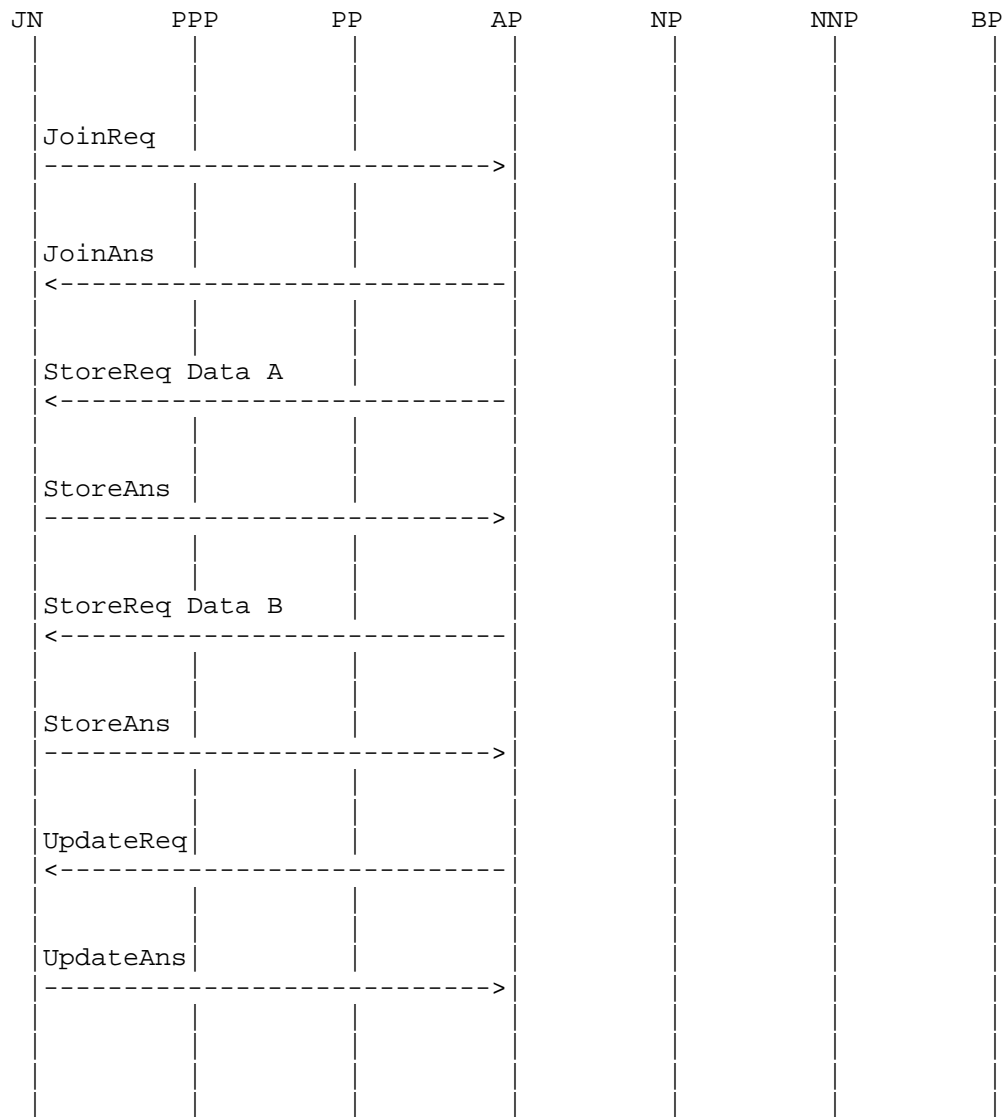 JN PPP PP AP NP NNP BP
JoinReq
JoinAns
StoreReq Data A
StoreAns
StoreReq Data B
StoreAns
UpdateReq
UpdateAns